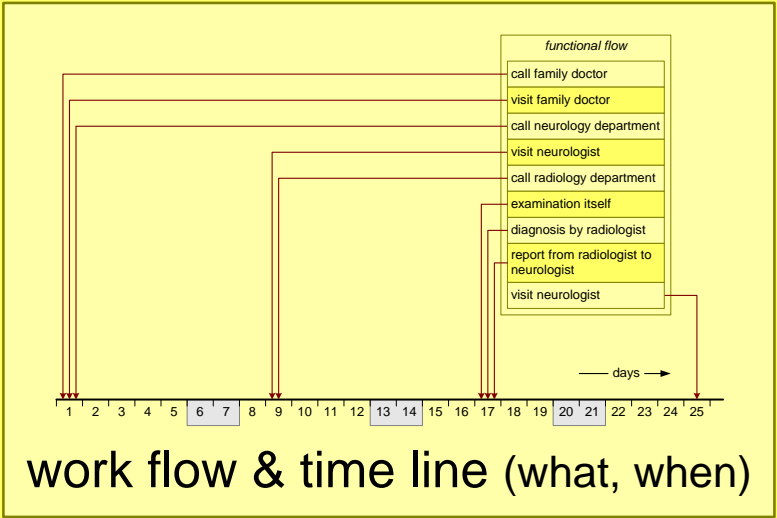 functional flow
call family doctor
visit family doctor
call neurology department
visit neurologist
call radiology department
examination itself
diagnosis by radiologist
report from radiologist to
neurologist
visit neurologist
days
1 2 3 4 5 6 7 8 9 10 11 12 13 14 15 16 17 18 19 20 21 22 23 24 25
work flow & time line (what, when)